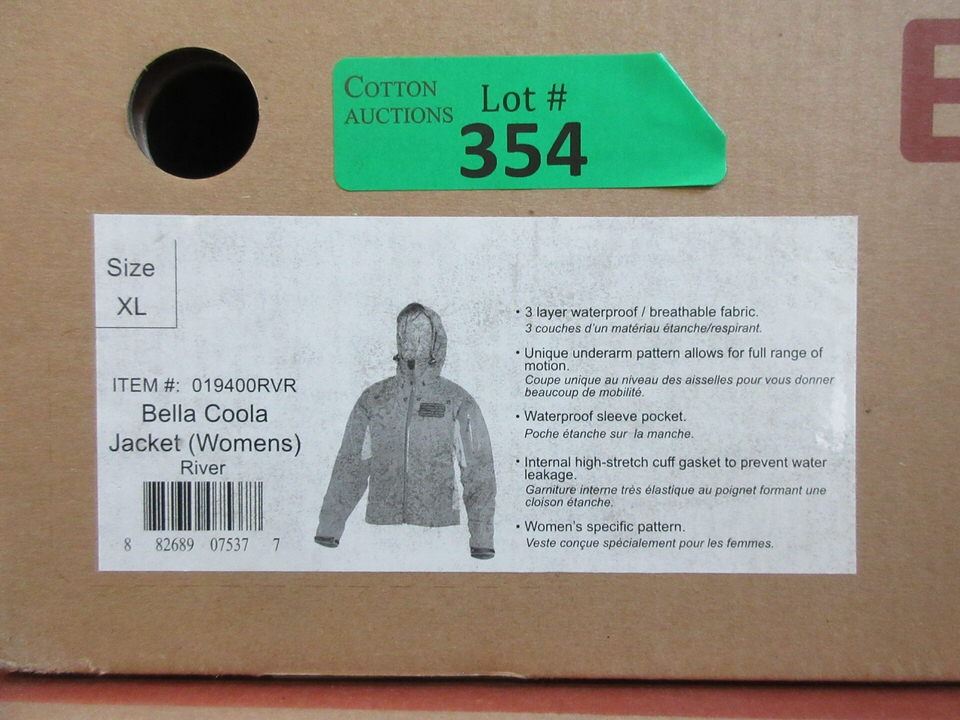 COTTON
AUCTIONS
Lot #
354
E
Size
XL
ITEM #: 019400RVR
Bella Coola
Jacket (Womens)
River
8 82689 07537 7
• 3 layer waterproof / breathable fabric.
3 couches d'un matériau étanche/respirant.
• Unique underarm pattern allows for full range of
motion.
Coupe unique au niveau des aisselles pour vous donner
beaucoup de mobilité.
• Waterproof sleeve pocket.
Poche étanche sur la manche.
• Internal high-stretch cuff gasket to prevent water
leakage.
Garniture interne très élastique au poignet formant une
cloison étanche.
• Women's specific pattern.
Veste conçue spécialement pour les femmes.